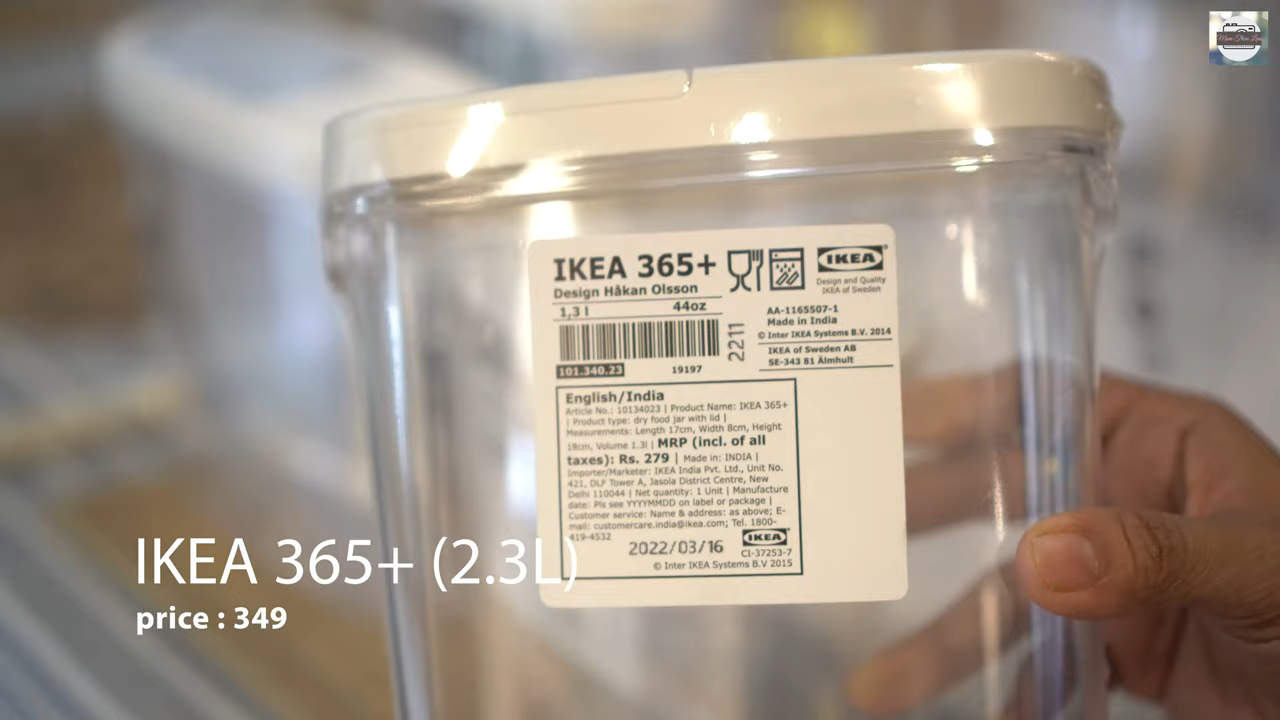 IKEA 365+
Design Håkan Olsson
1,3 l 44oz
2211
101.340.23 19197
IKEA
Design and Quality
IKEA of Sweden
AA-1165507-1
Made in India
© Inter IKEA Systems B.V. 2014
IKEA of Sweden AB
SE-343 81 Älmhult
English/India
Article No.: 10134023 | Product Name: IKEA 365+
| Product type: dry food jar with lid |
Measurements: Length 17cm, Width 8cm, Height
18cm, Volume 1.3l | MRP (incl. of all
taxes): Rs. 279 | Made in: INDIA |
Importer/Marketer: IKEA India Pvt. Ltd., Unit No.
421, DLF Tower A, Jasola District Centre, New
Delhi 110044 | Net quantity: 1 Unit | Manufacture
date: Pls see YYYYMMDD on label or package |
Customer service: Name & address: as above; E-
mail: customercare.india@ikea.com; Tel. 1800-
419-4532
2022/03/16
IKEA
CI-37253-7
© Inter IKEA Systems B.V 2015
IKEA 365+ (2.3L)
price : 349